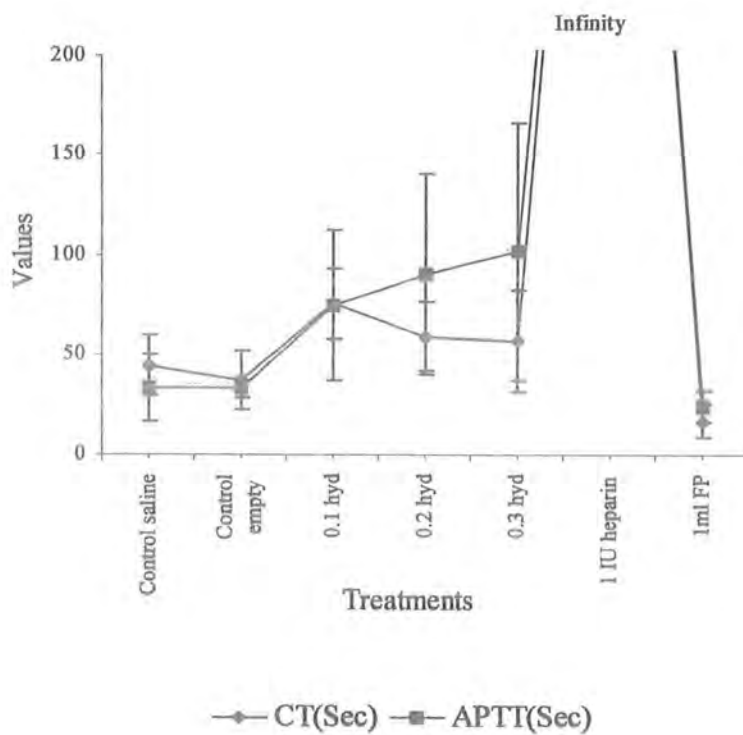 Infinity
200
150
100
50
0
Values
Control saline
Control
empty
0.1 hyd
0.2 hyd
0.3 hyd
1 IU heparin
1ml FP
Treatments
CT(Sec) APTT(Sec)